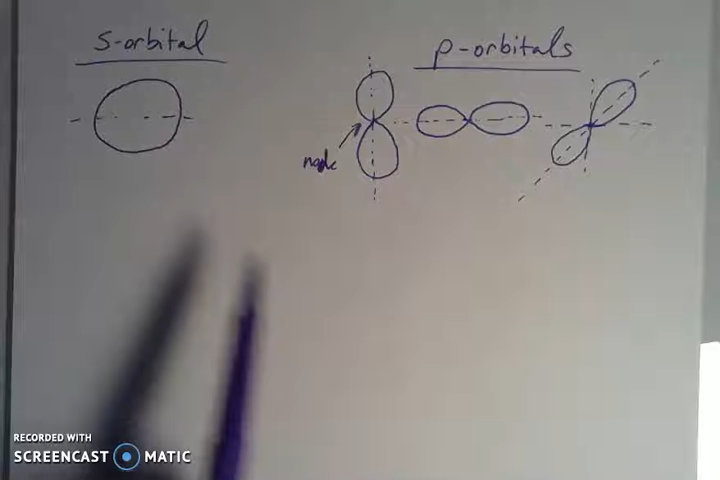 s-orbital
p-orbitals
node
RECORDED WITH
SCREENCAST MATIC